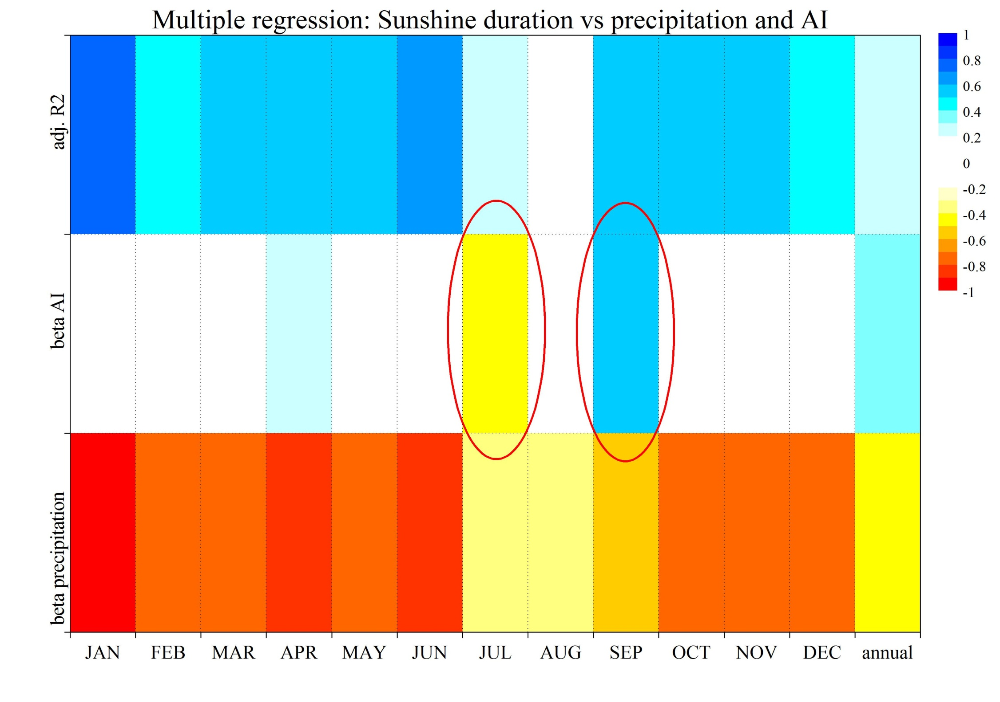 Multiple regression: Sunshine duration vs precipitation and AI
adj. R2
beta AI
beta precipitation
JAN FEB MAR APR MAY JUN JUL AUG SEP OCT NOV DEC annual
1
0.8
0.6
0.4
0.2
0
-0.2
-0.4
-0.6
-0.8
-1